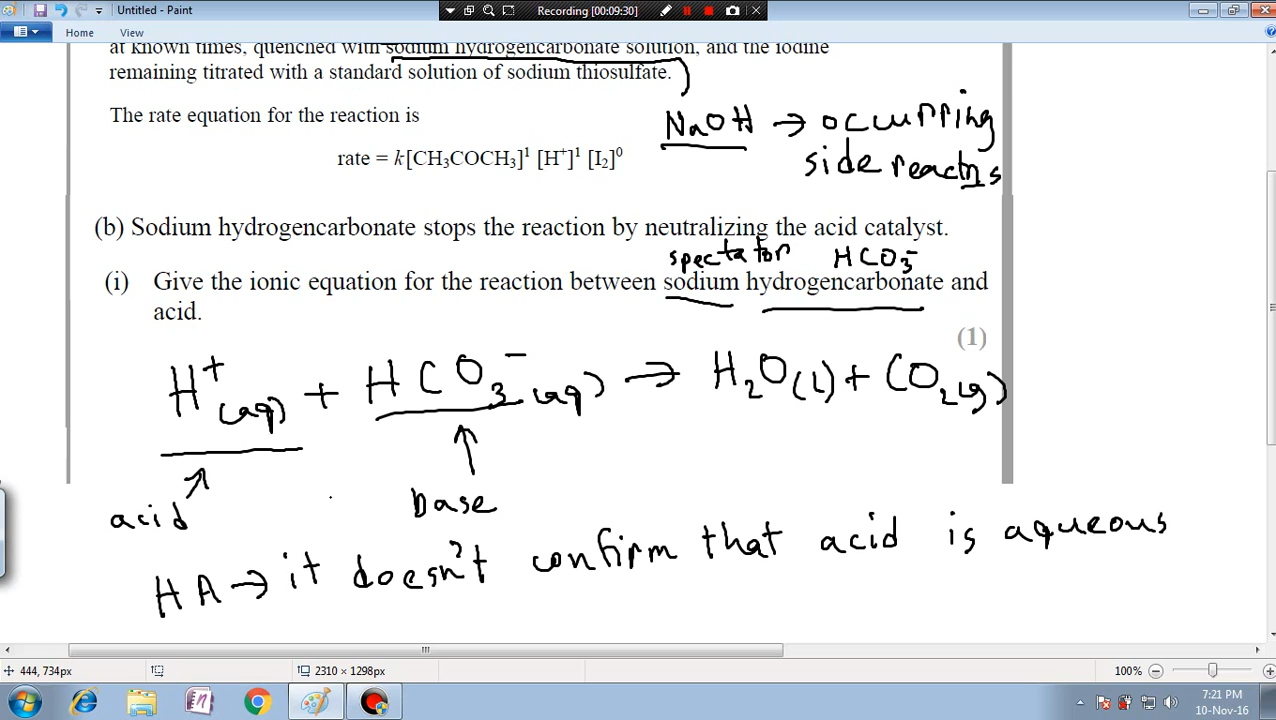 Untitled - Paint
Recording [00:09:30]
Home View
at known times, quenched with sodium hydrogencarbonate solution, and the iodine
remaining titrated with a standard solution of sodium thiosulfate.
The rate equation for the reaction is
NaOH → occurring
side reactns
rate = k[CH₃COCH₃]¹ [H⁺]¹ [I₂]⁰
(b) Sodium hydrogencarbonate stops the reaction by neutralizing the acid catalyst.
spectator HCO₃⁻
(i) Give the ionic equation for the reaction between sodium hydrogencarbonate and
acid.
(1)
H⁺(aq) + HCO₃⁻(aq) → H₂O(l) + CO₂(g)
acid base
HA → it doesn't confirm that acid is aqueous
444, 734px 2310 × 1298px 100%
7:21 PM
10-Nov-16